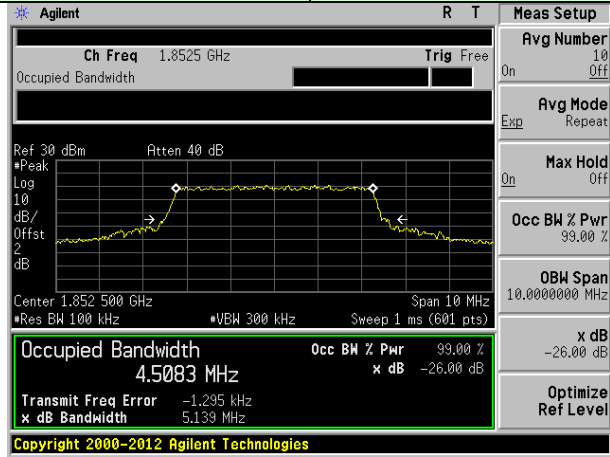 Agilent R T
Ch Freq 1.8525 GHz Trig Free
Occupied Bandwidth
Ref 30 dBm Atten 40 dB
#Peak
Log
10
dB/
Offst
2
dB
Center 1.852 500 GHz Span 10 MHz
#Res BW 100 kHz #VBW 300 kHz Sweep 1 ms (601 pts)
Occupied Bandwidth Occ BW % Pwr 99.00 %
4.5083 MHz x dB -26.00 dB
Transmit Freq Error -1.295 kHz
x dB Bandwidth 5.139 MHz
Copyright 2000-2012 Agilent Technologies
Meas Setup
Avg Number
10
On Off
Avg Mode
Exp Repeat
Max Hold
On Off
Occ BW % Pwr
99.00 %
OBW Span
10.0000000 MHz
x dB
-26.00 dB
Optimize
Ref Level